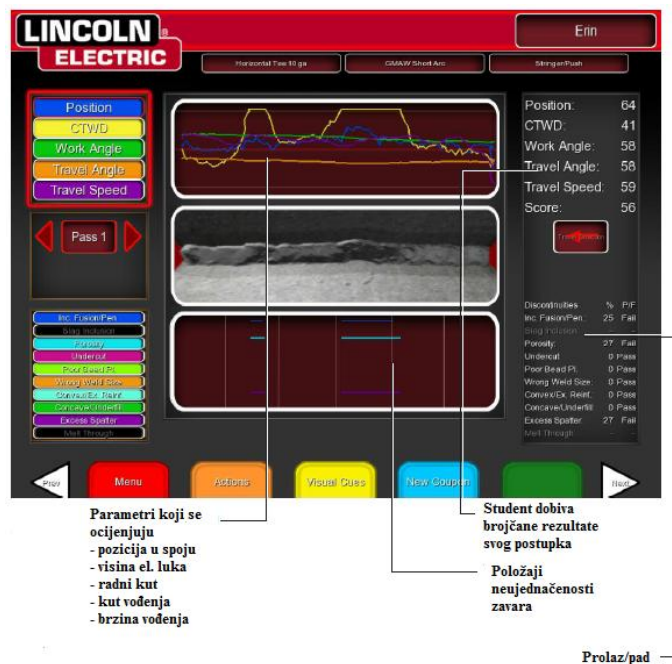 LINCOLN
ELECTRIC
Erin
Horizontal Tee 10 ga
GMAW Short Arc
Stringer/Push
Position
CTWD
Work Angle
Travel Angle
Travel Speed
Pass 1
Inc. Fusion/Pen.
Slag Inclusion
Porosity
Undercut
Poor Bead Pl.
Wrong Weld Size
Convex/Ex. Reinf.
Concave/Underfill
Excess Spatter
Melt Through
Position: 64
CTWD: 41
Work Angle: 58
Travel Angle: 58
Travel Speed: 59
Score: 56
Discontinuities % P/F
Inc. Fusion/Pen.: 25 Fail
Slag Inclusion - -
Porosity: 27 Fail
Undercut 0 Pass
Poor Bead Pl. 0 Pass
Wrong Weld Size: 0 Pass
Convex/Ex. Reinf.: 0 Pass
Concave/Underfill 0 Pass
Excess Spatter 27 Fail
Melt Through - -
Prev
Menu
Actions
Visual Cues
New Coupon
Next
Parametri koji se
ocijenjuju
- pozicija u spoju
- visina el. luka
- radni kut
- kut vođenja
- brzina vođenja
Student dobiva
brojčane rezultate
svog postupka
Položaji
neujednačenosti
zavara
Prolaz/pad